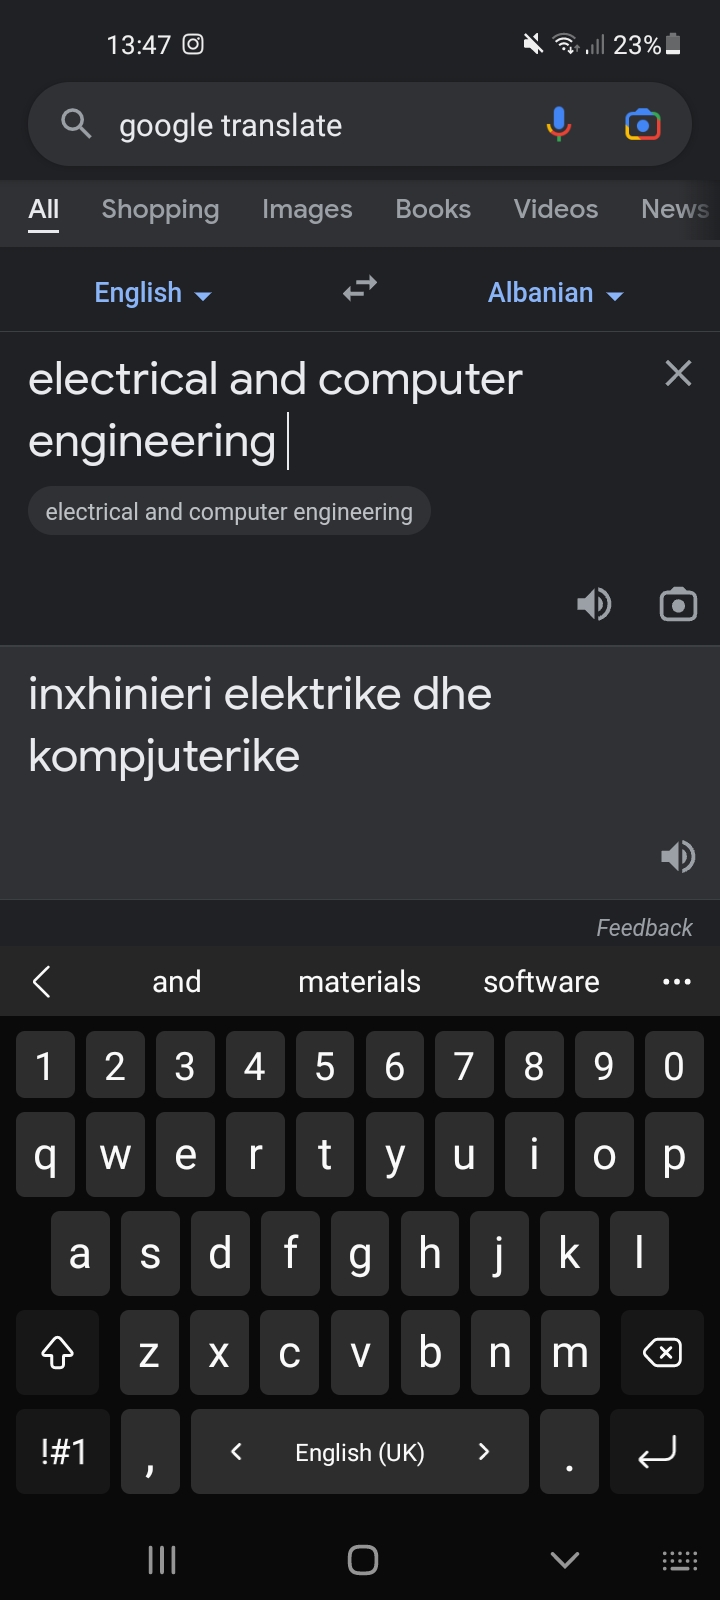 13:47 23%
google translate
All Shopping Images Books Videos News
English Albanian
electrical and computer
engineering
electrical and computer engineering
inxhinieri elektrike dhe
kompjuterike
Feedback
and materials software
1 2 3 4 5 6 7 8 9 0
q w e r t y u i o p
a s d f g h j k l
z x c v b n m
!#1 , English (UK) .